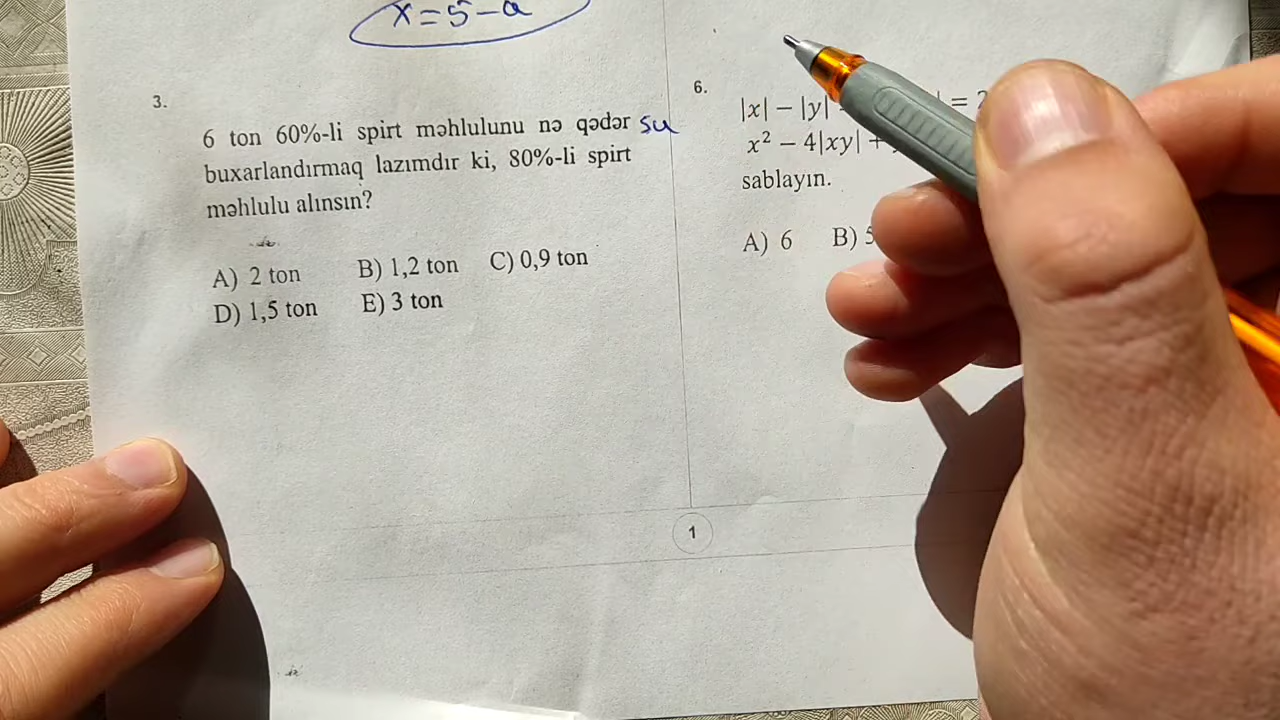 x = 5 - a
3.
6 ton 60%-li spirt məhlulunu nə qədər su
buxarlandırmaq lazımdır ki, 80%-li spirt
məhlulu alınsın?
A) 2 ton B) 1,2 ton C) 0,9 ton
D) 1,5 ton E) 3 ton
6.
|x| − |y| = 2
x² − 4|xy| +
sablayın.
A) 6 B) 5
1